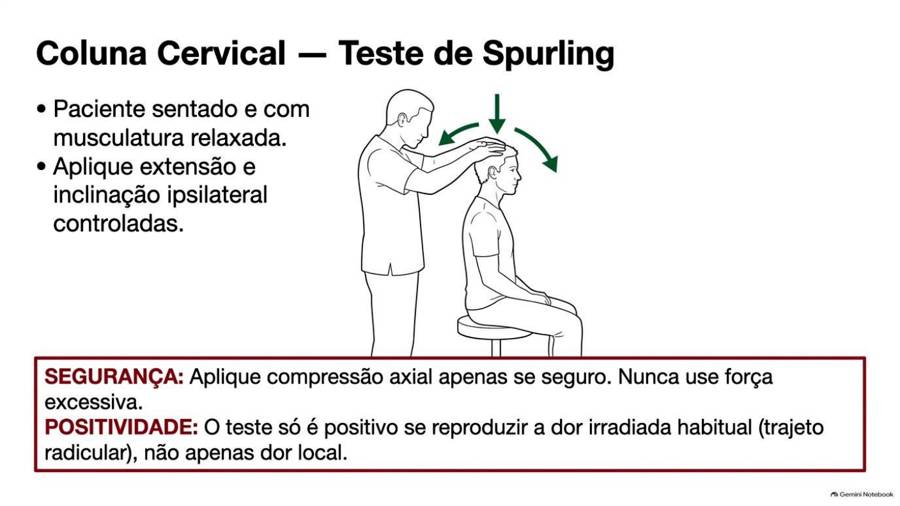 Coluna Cervical — Teste de Spurling
• Paciente sentado e com
musculatura relaxada.
• Aplique extensão e
inclinação ipsilateral
controladas.
SEGURANÇA: Aplique compressão axial apenas se seguro. Nunca use força
excessiva.
POSITIVIDADE: O teste só é positivo se reproduzir a dor irradiada habitual (trajeto
radicular), não apenas dor local.
Gemini Notebook